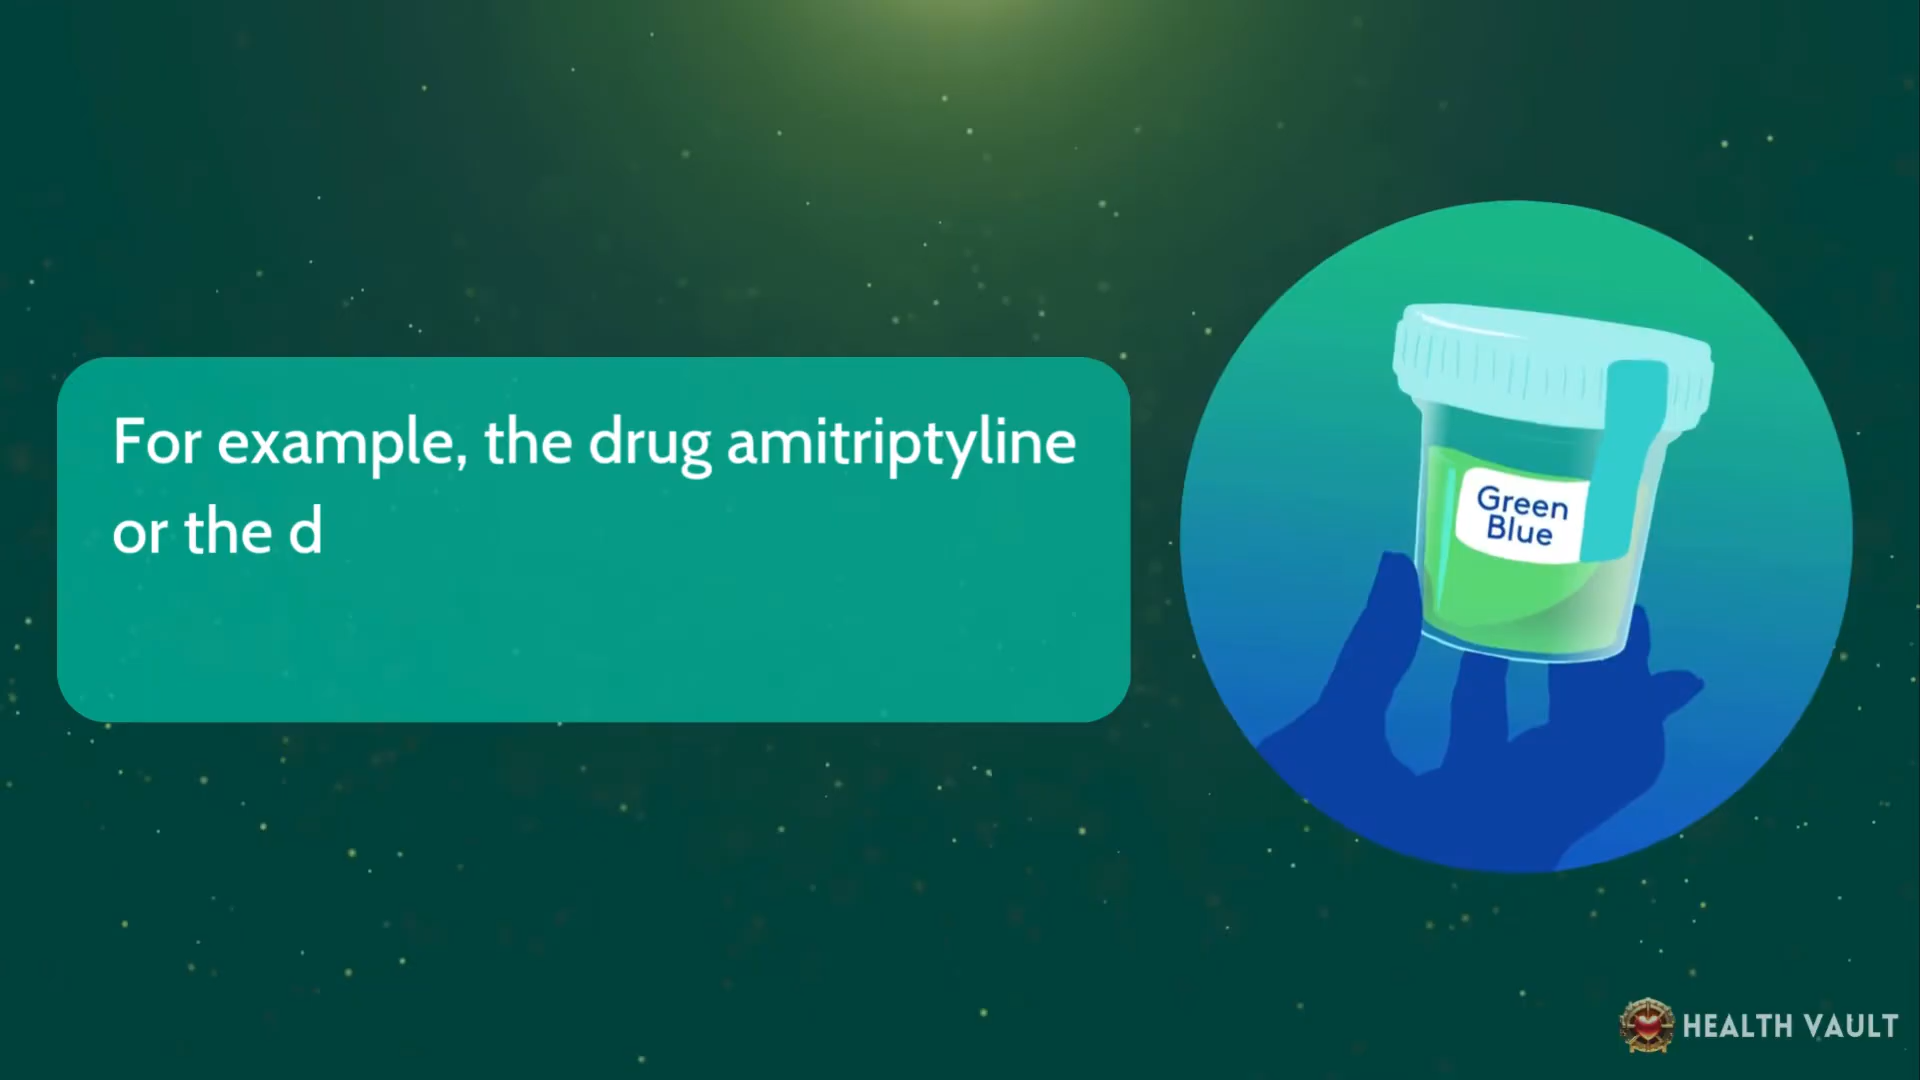 For example, the drug amitriptyline
or the d
Green
Blue
HEALTH VAULT